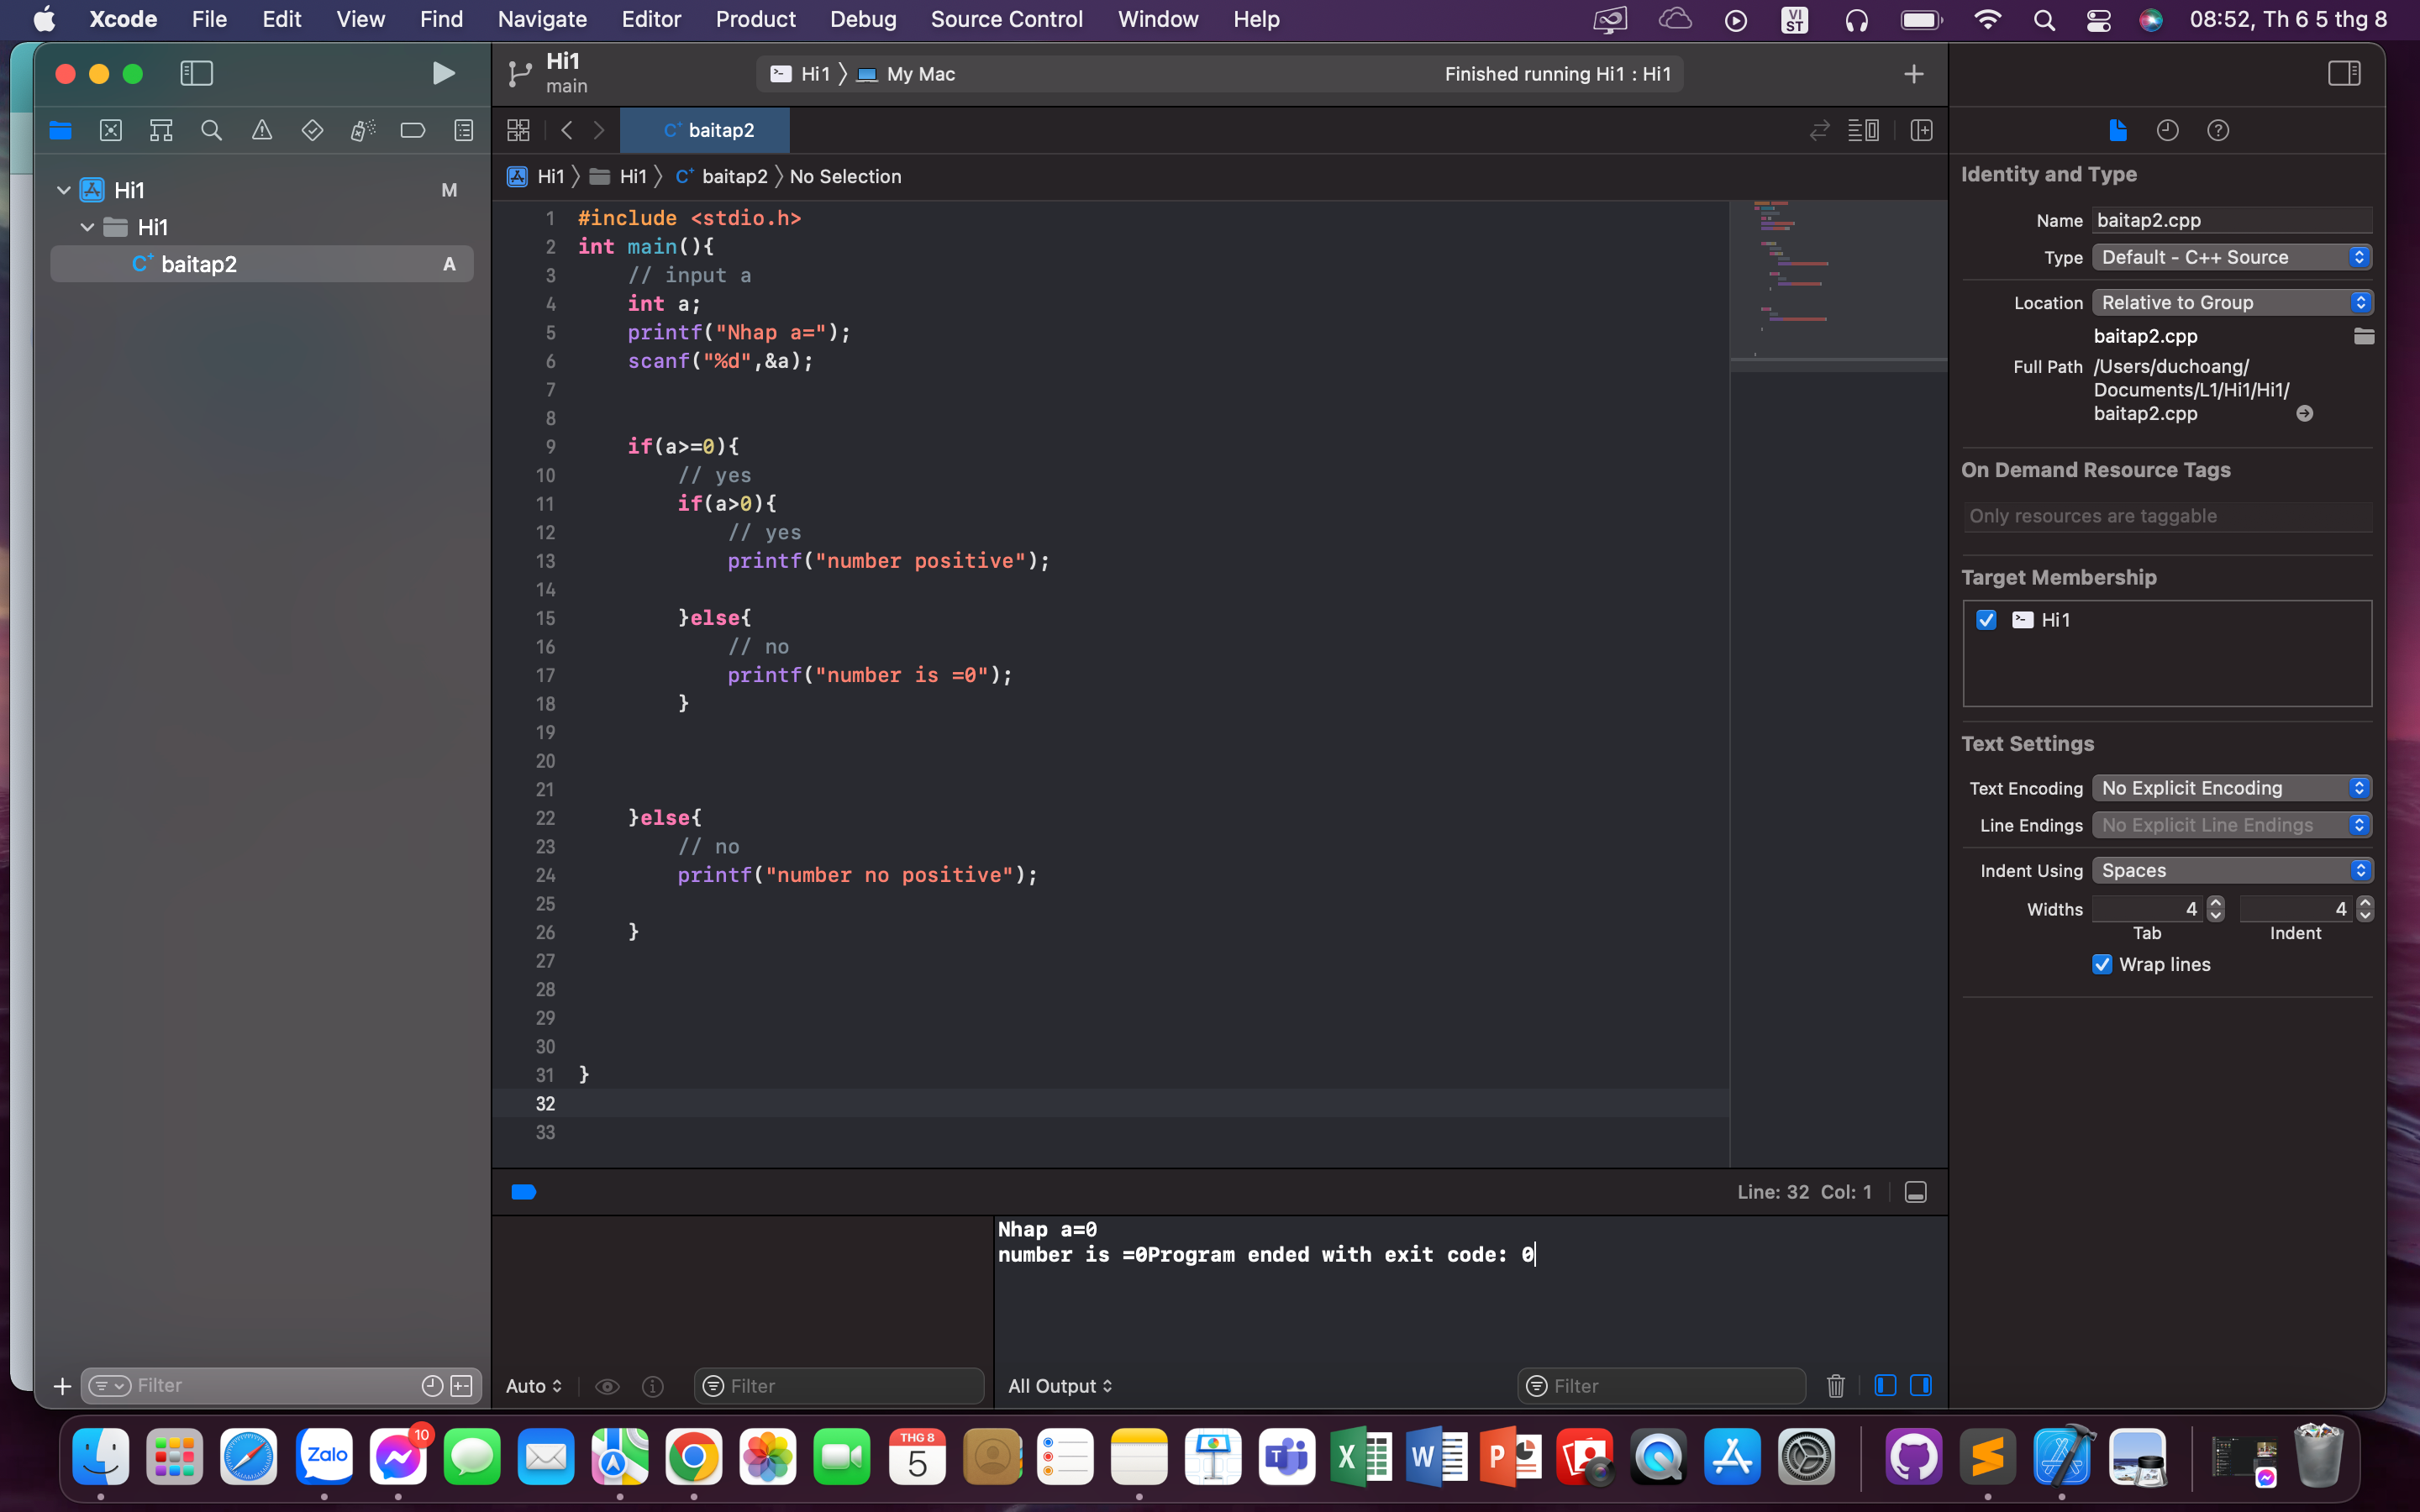 Xcode File Edit View Find Navigate Editor Product Debug Source Control Window Help VI ST 08:52, Th 6 5 thg 8
Hi1
main
Hi1 My Mac
Finished running Hi1 : Hi1
baitap2
Hi1 Hi1 baitap2 No Selection
Hi1 M
Hi1
baitap2 A
1 #include <stdio.h>
2 int main(){
3 // input a
4 int a;
5 printf("Nhap a=");
6 scanf("%d",&a);
7
8
9 if(a>=0){
10 // yes
11 if(a>0){
12 // yes
13 printf("number positive");
14
15 }else{
16 // no
17 printf("number is =0");
18 }
19
20
21
22 }else{
23 // no
24 printf("number no positive");
25
26 }
27
28
29
30
31 }
32
33
Line: 32 Col: 1
Nhap a=0
number is =0Program ended with exit code: 0
Filter
Auto
Filter
All Output
Filter
Identity and Type
Name baitap2.cpp
Type Default - C++ Source
Location Relative to Group
baitap2.cpp
Full Path /Users/duchoang/
Documents/L1/Hi1/Hi1/
baitap2.cpp
On Demand Resource Tags
Only resources are taggable
Target Membership
Hi1
Text Settings
Text Encoding No Explicit Encoding
Line Endings No Explicit Line Endings
Indent Using Spaces
Widths 4 4
Tab Indent
Wrap lines
Zalo
10
THG 8
5